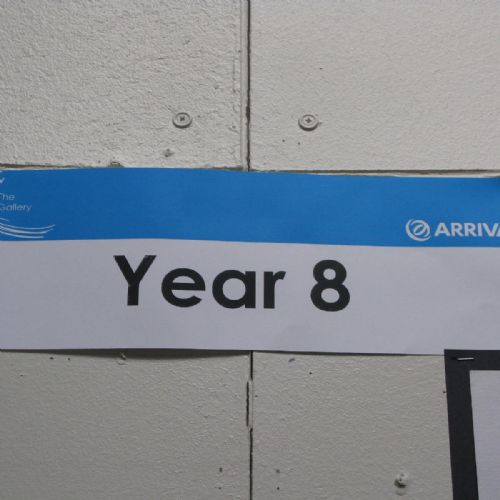 The
Gallery
ARRIVA
Year 8